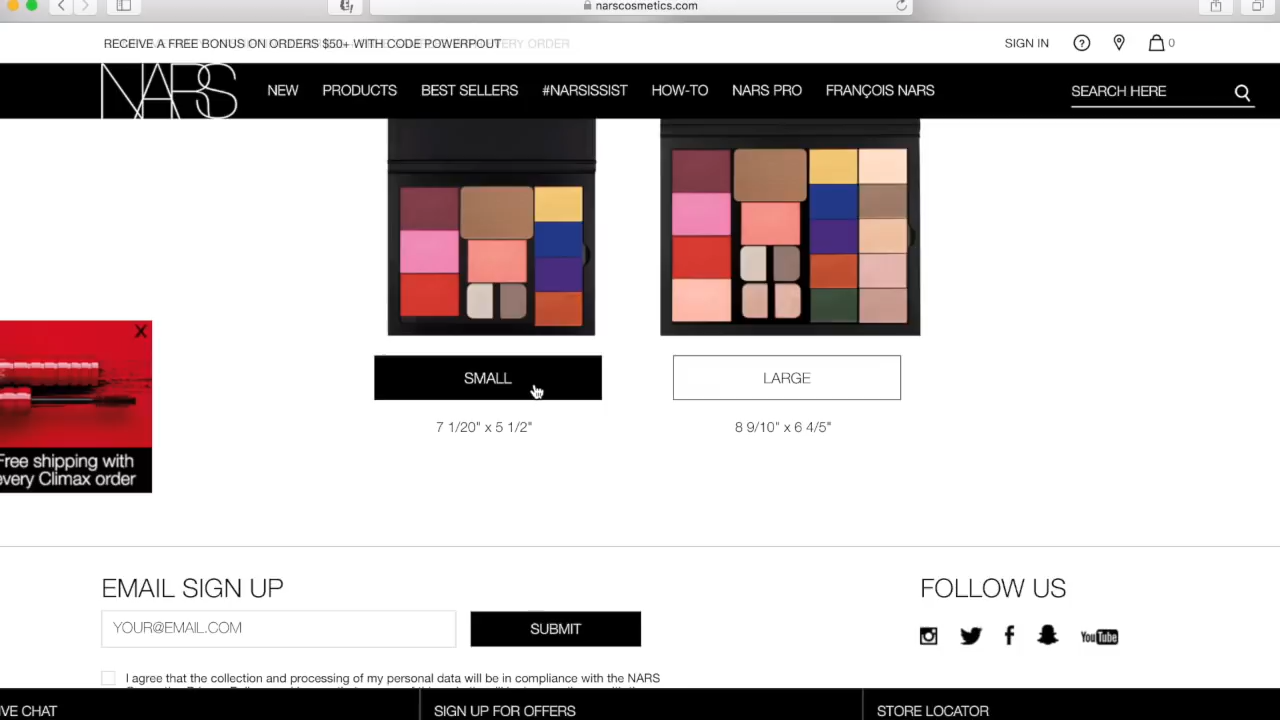 narscosmetics.com
RECEIVE A FREE BONUS ON ORDERS $50+ WITH CODE POWERPOUT
SIGN IN
0
NARS
NEW
PRODUCTS
BEST SELLERS
#NARSISSIST
HOW-TO
NARS PRO
FRANÇOIS NARS
SEARCH HERE
SMALL
LARGE
7 1/20" x 5 1/2"
8 9/10" x 6 4/5"
X
Free shipping with
every Climax order
EMAIL SIGN UP
FOLLOW US
YOUR@EMAIL.COM
SUBMIT
YouTube
I agree that the collection and processing of my personal data will be in compliance with the NARS
VE CHAT
SIGN UP FOR OFFERS
STORE LOCATOR